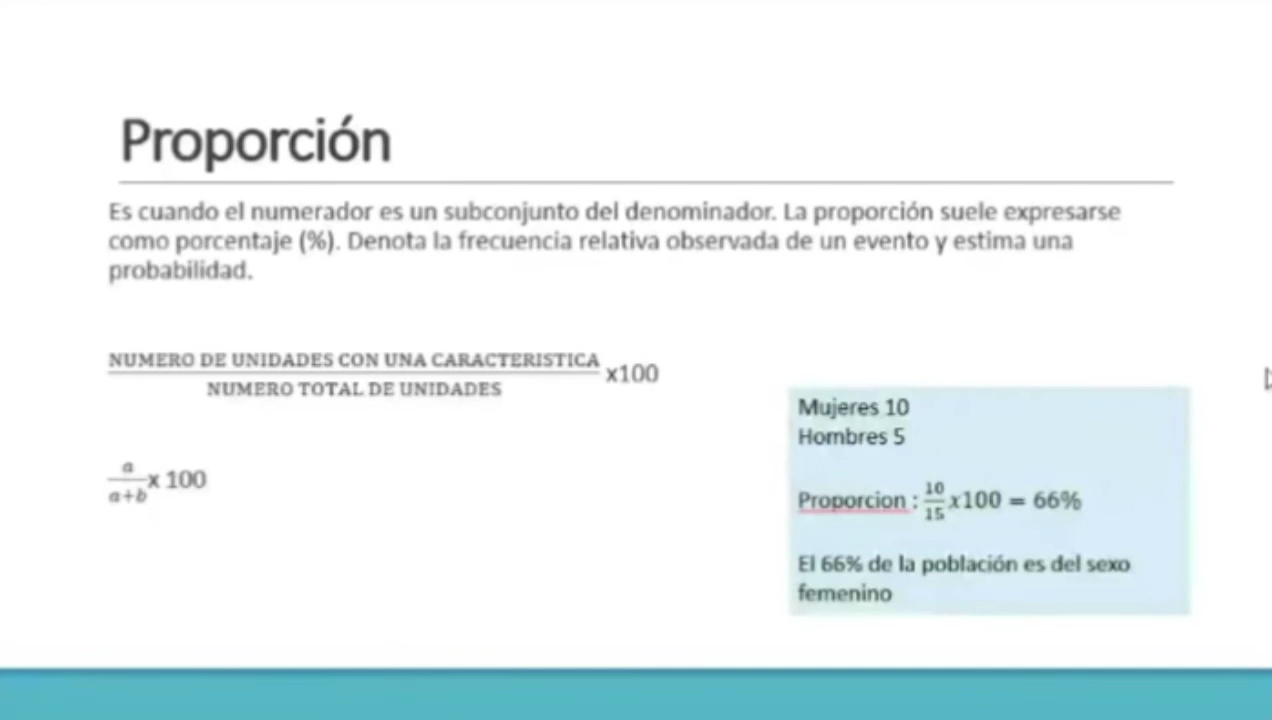 Proporción
Es cuando el numerador es un subconjunto del denominador. La proporción suele expresarse
como porcentaje (%). Denota la frecuencia relativa observada de un evento y estima una
probabilidad.
NUMERO DE UNIDADES CON UNA CARACTERISTICA
NUMERO TOTAL DE UNIDADES
x100
a
a+b
x 100
Mujeres 10
Hombres 5
Proporcion : 10/15 x100 = 66%
El 66% de la población es del sexo
femenino